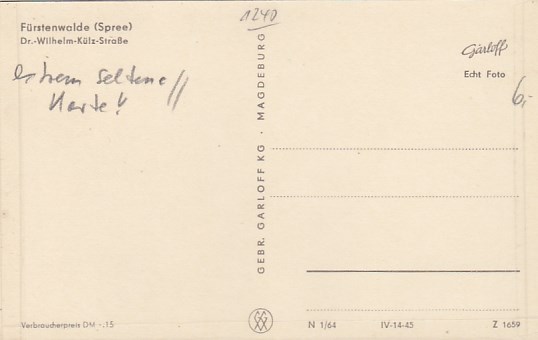 Fürstenwalde (Spree)
Dr.-Wilhelm-Külz-Straße
extrem seltene
Karte!
1240
GEBR. GARLOFF KG · MAGDEBURG
Garloff
Echt Foto
6,-
Verbraucherpreis DM -.15
N 1/64 IV-14-45 Z 1659